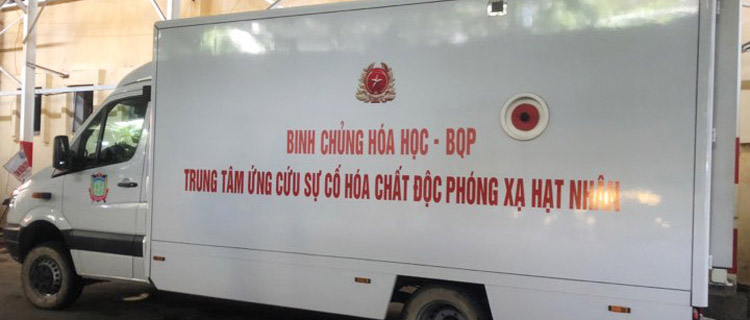 BINH CHỦNG HÓA HỌC - BQP
TRUNG TÂM ỨNG CỨU SỰ CỐ HÓA CHẤT ĐỘC PHÓNG XẠ HẠT NHÂN